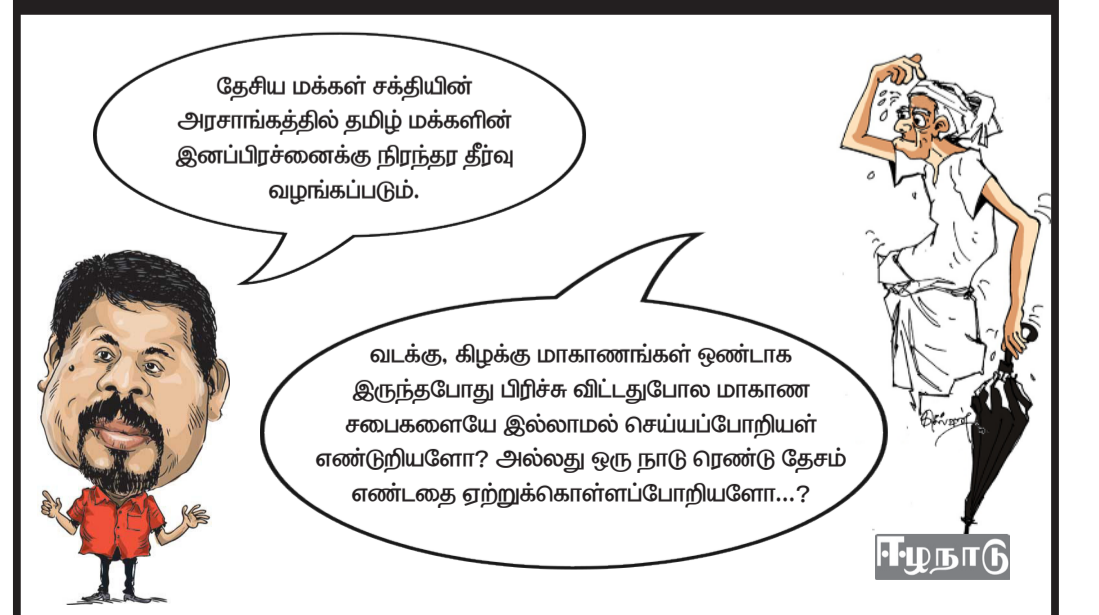 தேசிய மக்கள் சக்தியின்
அரசாங்கத்தில் தமிழ் மக்களின்
இனப்பிரச்னைக்கு நிரந்தர தீர்வு
வழங்கப்படும்.
வடக்கு, கிழக்கு மாகாணங்கள் ஒண்டாக
இருந்தபோது பிரிச்சு விட்டதுபோல மாகாண
சபைகளையே இல்லாமல் செய்யப்போறியள்
எண்டுறியளோ? அல்லது ஒரு நாடு ரெண்டு தேசம்
எண்டதை ஏற்றுக்கொள்ளப்போறியளோ...?
ஈழநாடு